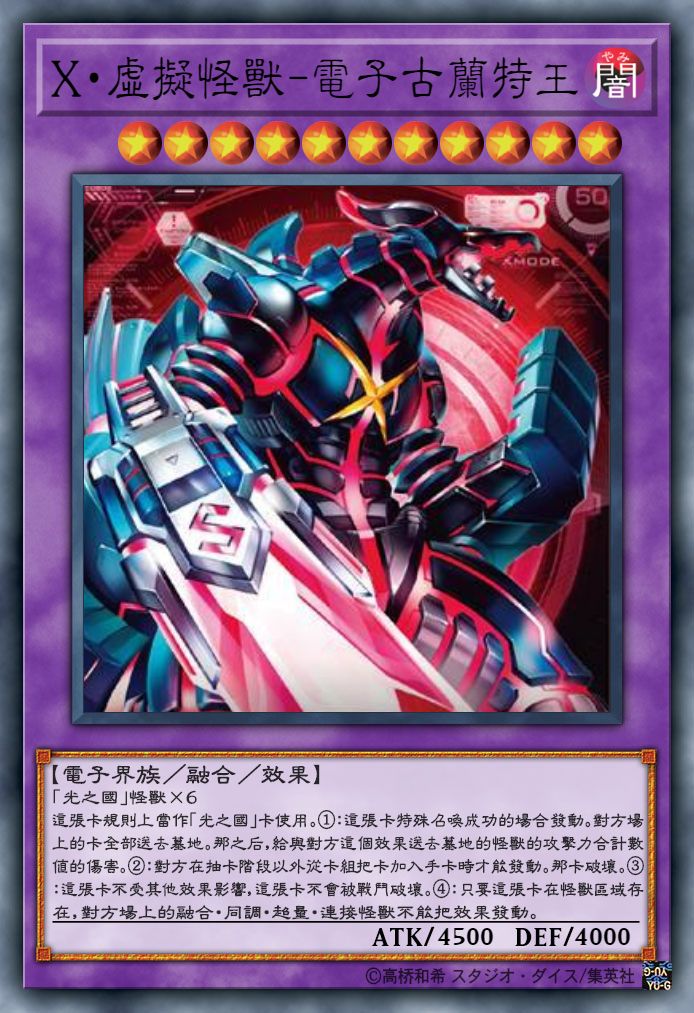 X・虛擬怪獸-電子古蘭特王
やみ
闇
50
XMODE
S
【電子界族／融合／效果】
「光之國」怪獸×6
這張卡規則上當作「光之國」卡使用。①:這張卡特殊召喚成功的場合發動。對方場
上的卡全部送去墓地。那之后,給與對方這個效果送去墓地的怪獸的攻擊力合計數
值的傷害。②:對方在抽卡階段以外從卡組把卡加入手卡時才能發動。那卡破壞。③
:這張卡不受其他效果影響,這張卡不會被戰鬥破壞。④:只要這張卡在怪獸區域存
在,對方場上的融合・同調・超量・連接怪獸不能把效果發動。
ATK/4500 DEF/4000
©高桥和希 スタジオ・ダイス/集英社